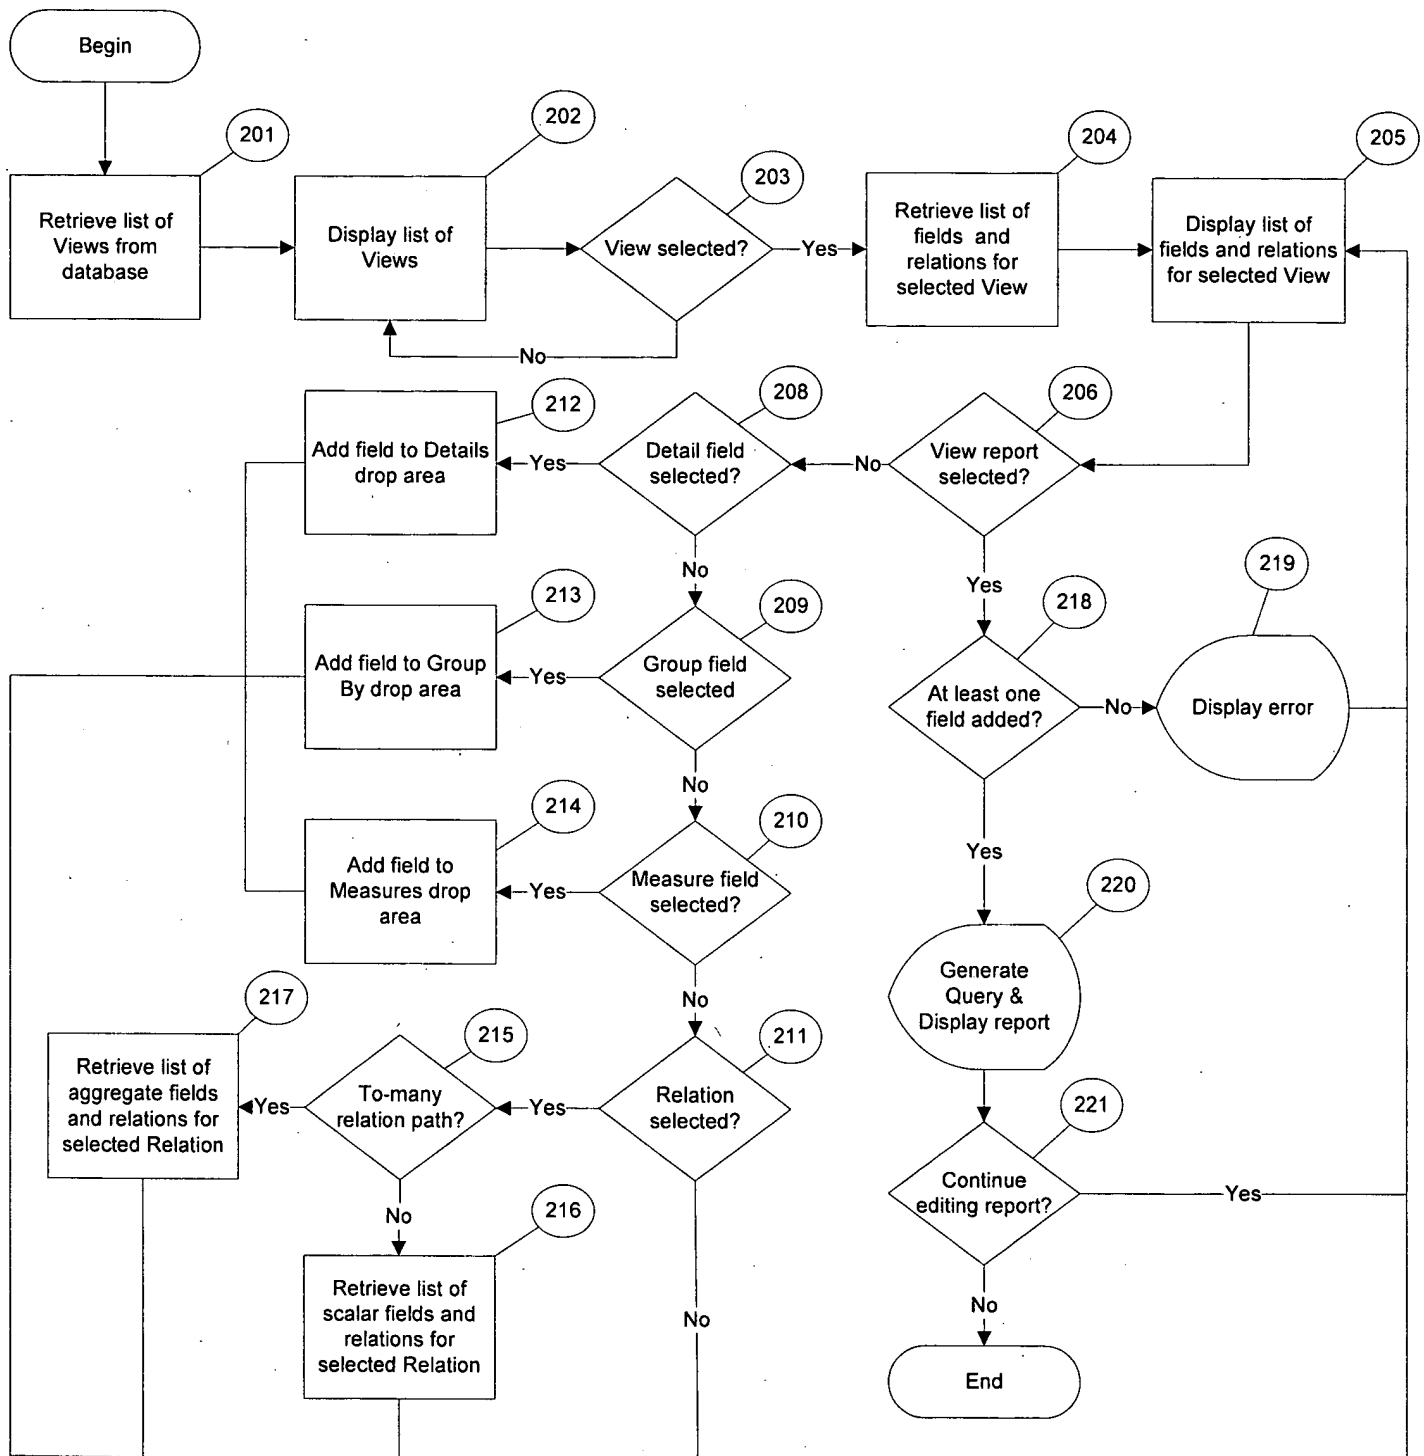 Begin
201
202
203
204
205
Retrieve list of
Views from
database
Display list of
Views
View selected?
Yes
No
Retrieve list of
fields and
relations for
selected View
Display list of
fields and relations
for selected View
212
208
206
Add field to Details
drop area
Yes
Detail field
selected?
No
View report
selected?
No
Yes
213
209
218
219
Add field to Group
By drop area
Yes
Group field
selected
At least one
field added?
No
Display error
No
Yes
214
210
220
Add field to
Measures drop
area
Yes
Measure field
selected?
Generate
Query &
Display report
No
217
215
211
221
Retrieve list of
aggregate fields
and relations for
selected Relation
Yes
To-many
relation path?
Yes
Relation
selected?
Continue
editing report?
Yes
No
216
Retrieve list of
scalar fields and
relations for
selected Relation
No
No
End